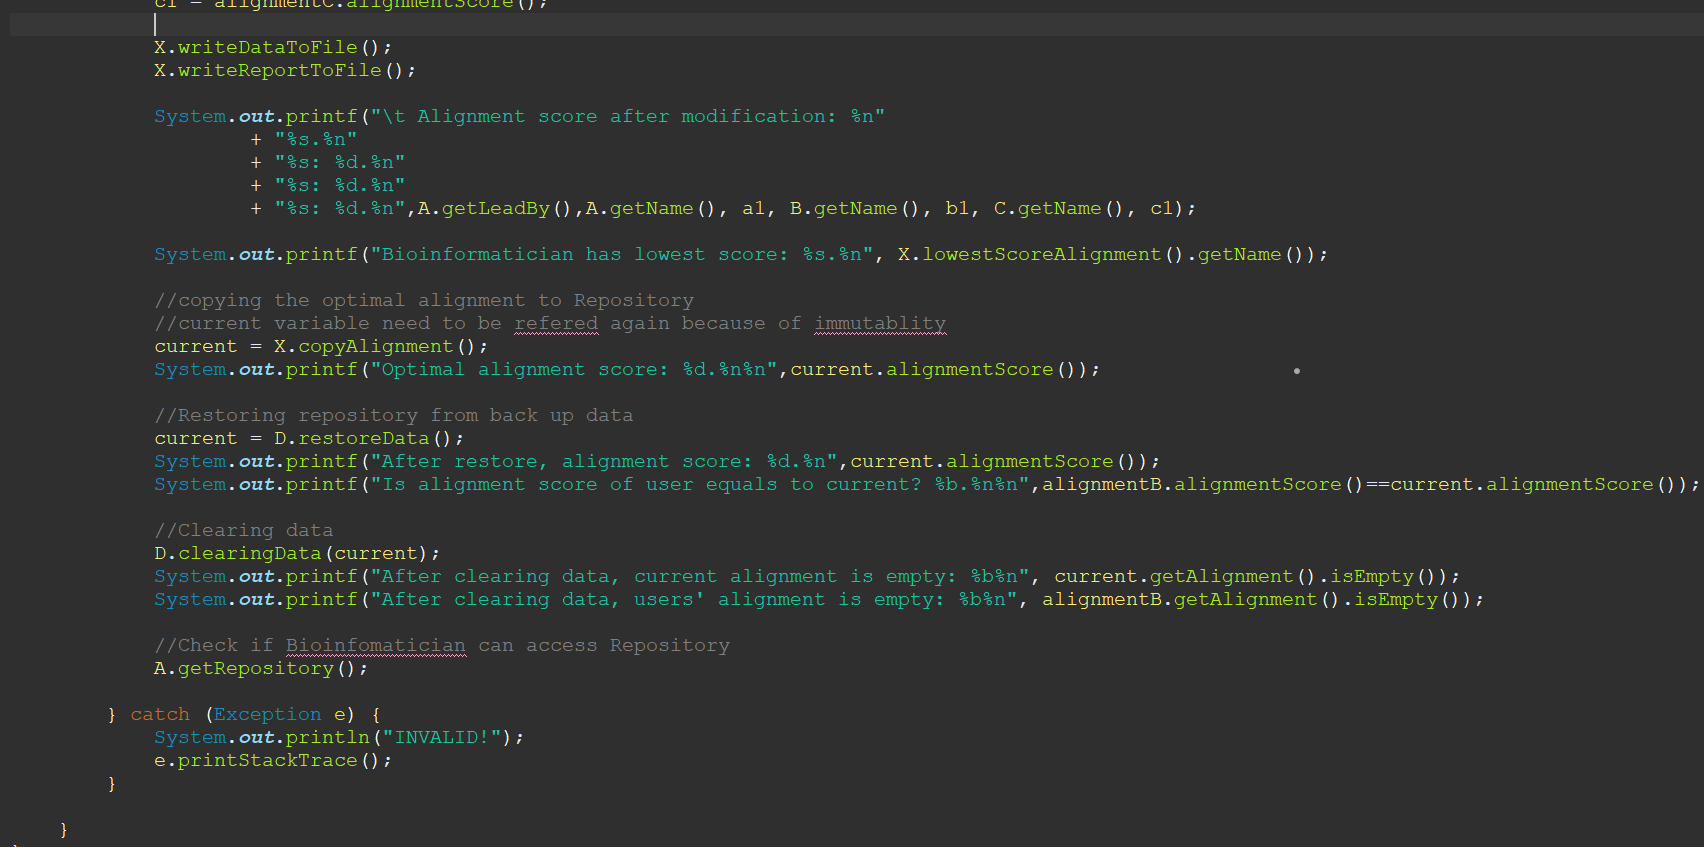 c1 = alignmentC.alignmentScore();
X.writeDataToFile();
X.writeReportToFile();
System.out.printf("\t Alignment score after modification: %n"
+ "%s.%n"
+ "%s: %d.%n"
+ "%s: %d.%n"
+ "%s: %d.%n",A.getLeadBy(),A.getName(), a1, B.getName(), b1, C.getName(), c1);
System.out.printf("Bioinformatician has lowest score: %s.%n", X.lowestScoreAlignment().getName());
//copying the optimal alignment to Repository
//current variable need to be refered again because of immutablity
current = X.copyAlignment();
System.out.printf("Optimal alignment score: %d.%n%n",current.alignmentScore());
//Restoring repository from back up data
current = D.restoreData();
System.out.printf("After restore, alignment score: %d.%n",current.alignmentScore());
System.out.printf("Is alignment score of user equals to current? %b.%n%n",alignmentB.alignmentScore()==current.alignmentScore());
//Clearing data
D.clearingData(current);
System.out.printf("After clearing data, current alignment is empty: %b%n", current.getAlignment().isEmpty());
System.out.printf("After clearing data, users' alignment is empty: %b%n", alignmentB.getAlignment().isEmpty());
//Check if Bioinfomatician can access Repository
A.getRepository();
} catch (Exception e) {
System.out.println("INVALID!");
e.printStackTrace();
}
}